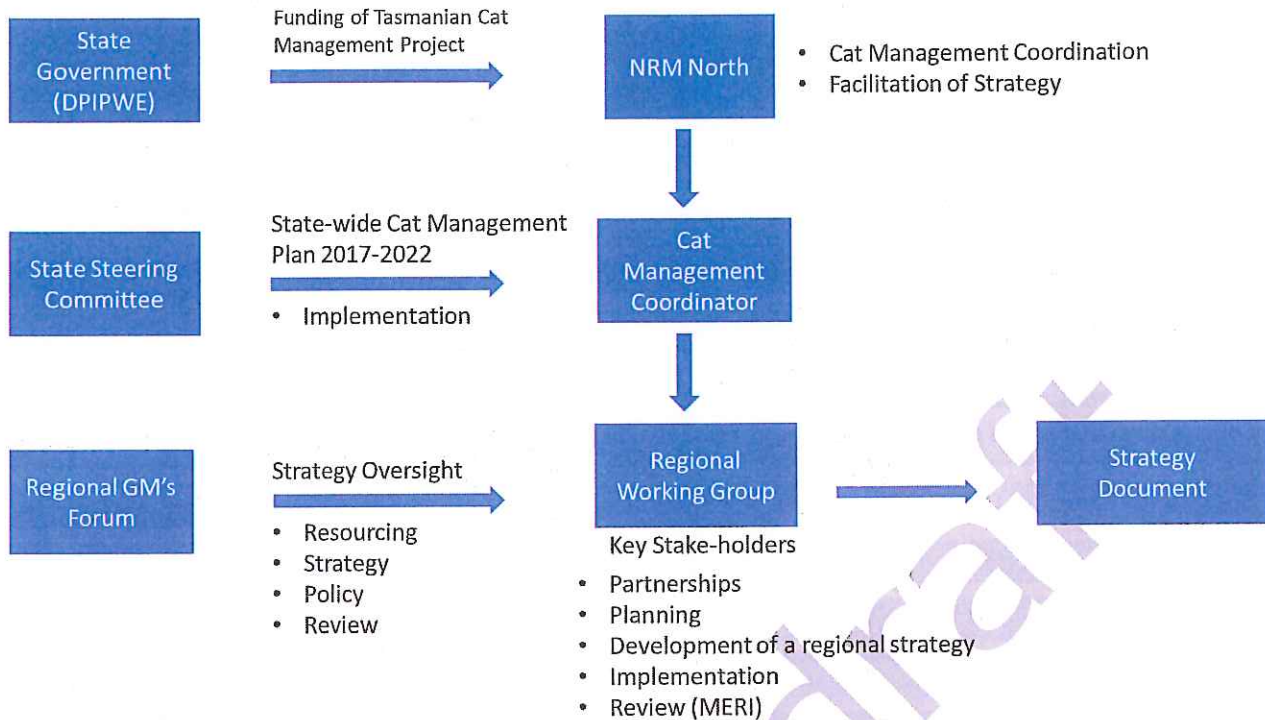 State
Government
(DPIPWE)
Funding of Tasmanian Cat
Management Project
NRM North
• Cat Management Coordination
• Facilitation of Strategy
State Steering
Committee
State-wide Cat Management
Plan 2017-2022
• Implementation
Cat
Management
Coordinator
Regional GM's
Forum
Strategy Oversight
• Resourcing
• Strategy
• Policy
• Review
Regional
Working Group
Key Stake-holders
• Partnerships
• Planning
• Development of a regional strategy
• Implementation
• Review (MERI)
Strategy
Document
draft